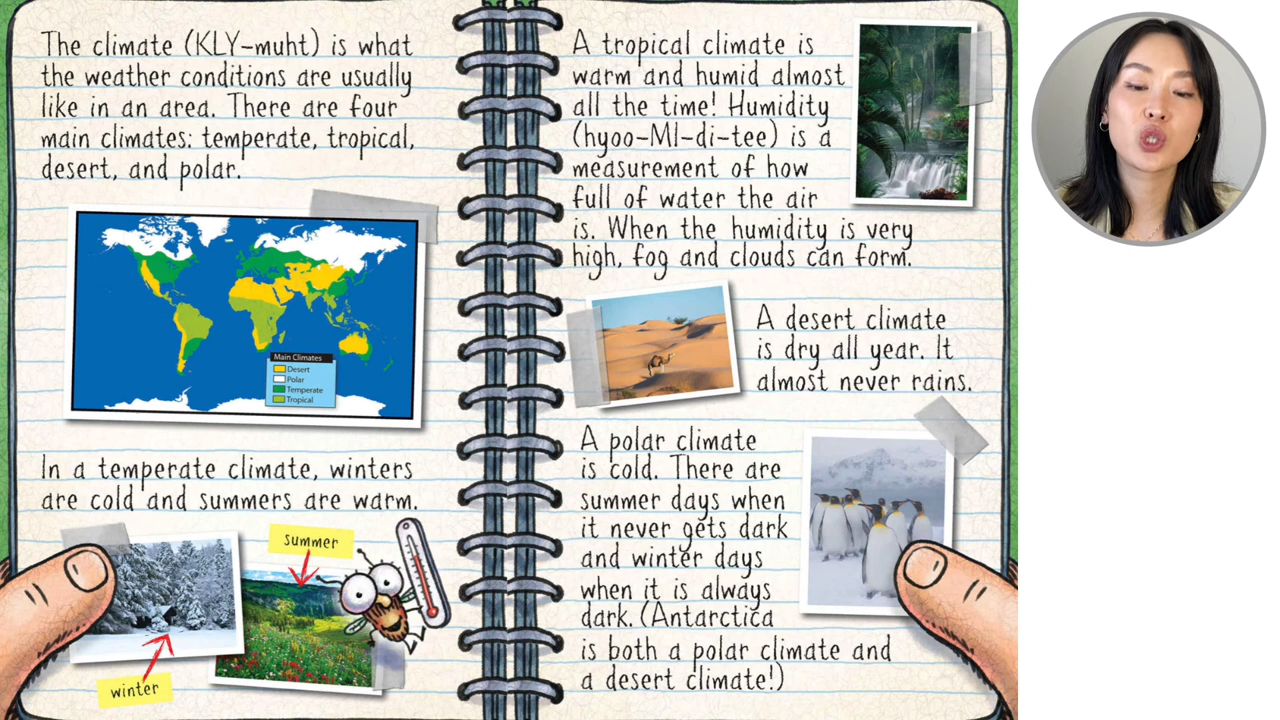 The climate (KLY-muht) is what
the weather conditions are usually
like in an area. There are four
main climates: temperate, tropical,
desert, and polar.
Main Climates
Desert
Polar
Temperate
Tropical
In a temperate climate, winters
are cold and summers are warm.
summer
winter
A tropical climate is
warm and humid almost
all the time! Humidity
(hyoo-MI-di-tee) is a
measurement of how
full of water the air
is. When the humidity is very
high, fog and clouds can form.
A desert climate
is dry all year. It
almost never rains.
A polar climate
is cold. There are
summer days when
it never gets dark
and winter days
when it is always
dark. (Antarctica
is both a polar climate and
a desert climate!)